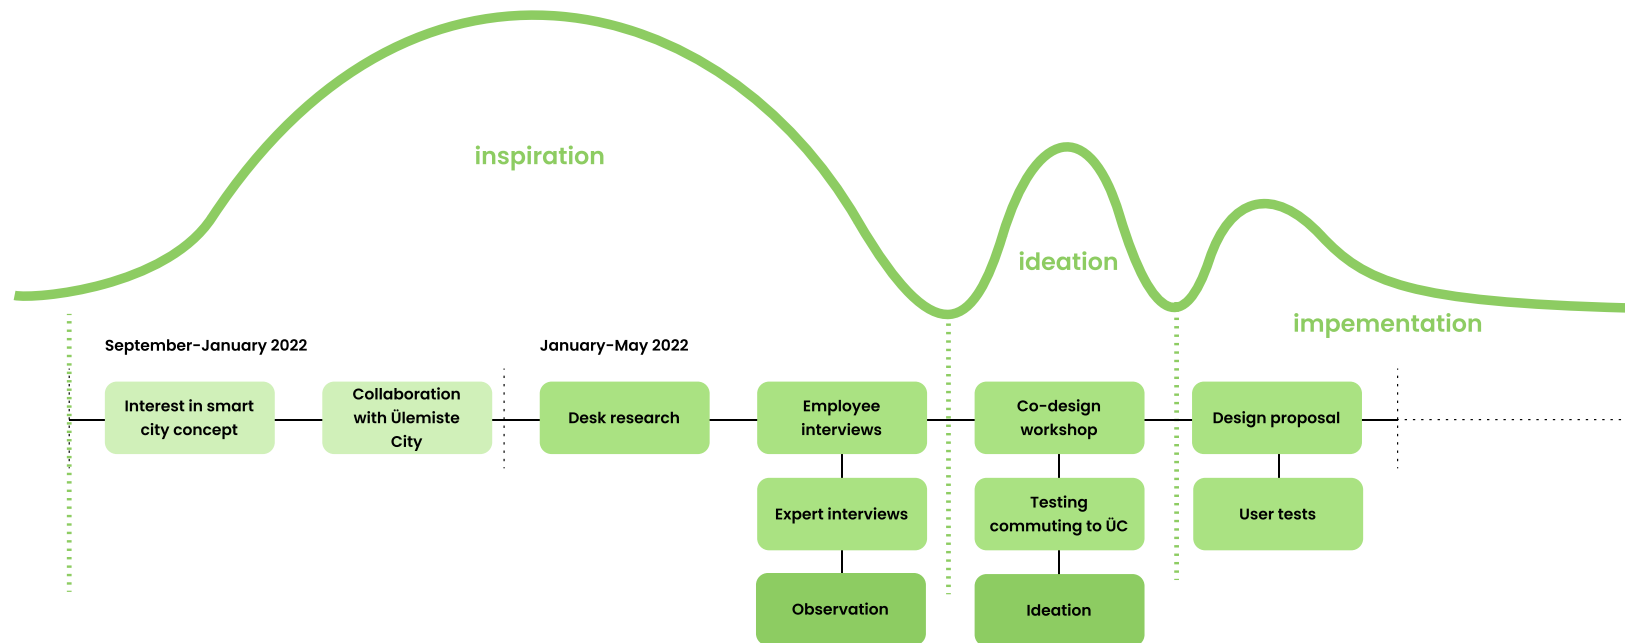 inspiration
ideation
impementation
September-January 2022
January-May 2022
Interest in smart
city concept
Collaboration
with Ülemiste
City
Desk research
Employee
interviews
Co-design
workshop
Design proposal
Expert interviews
Testing
commuting to ÜC
User tests
Observation
Ideation